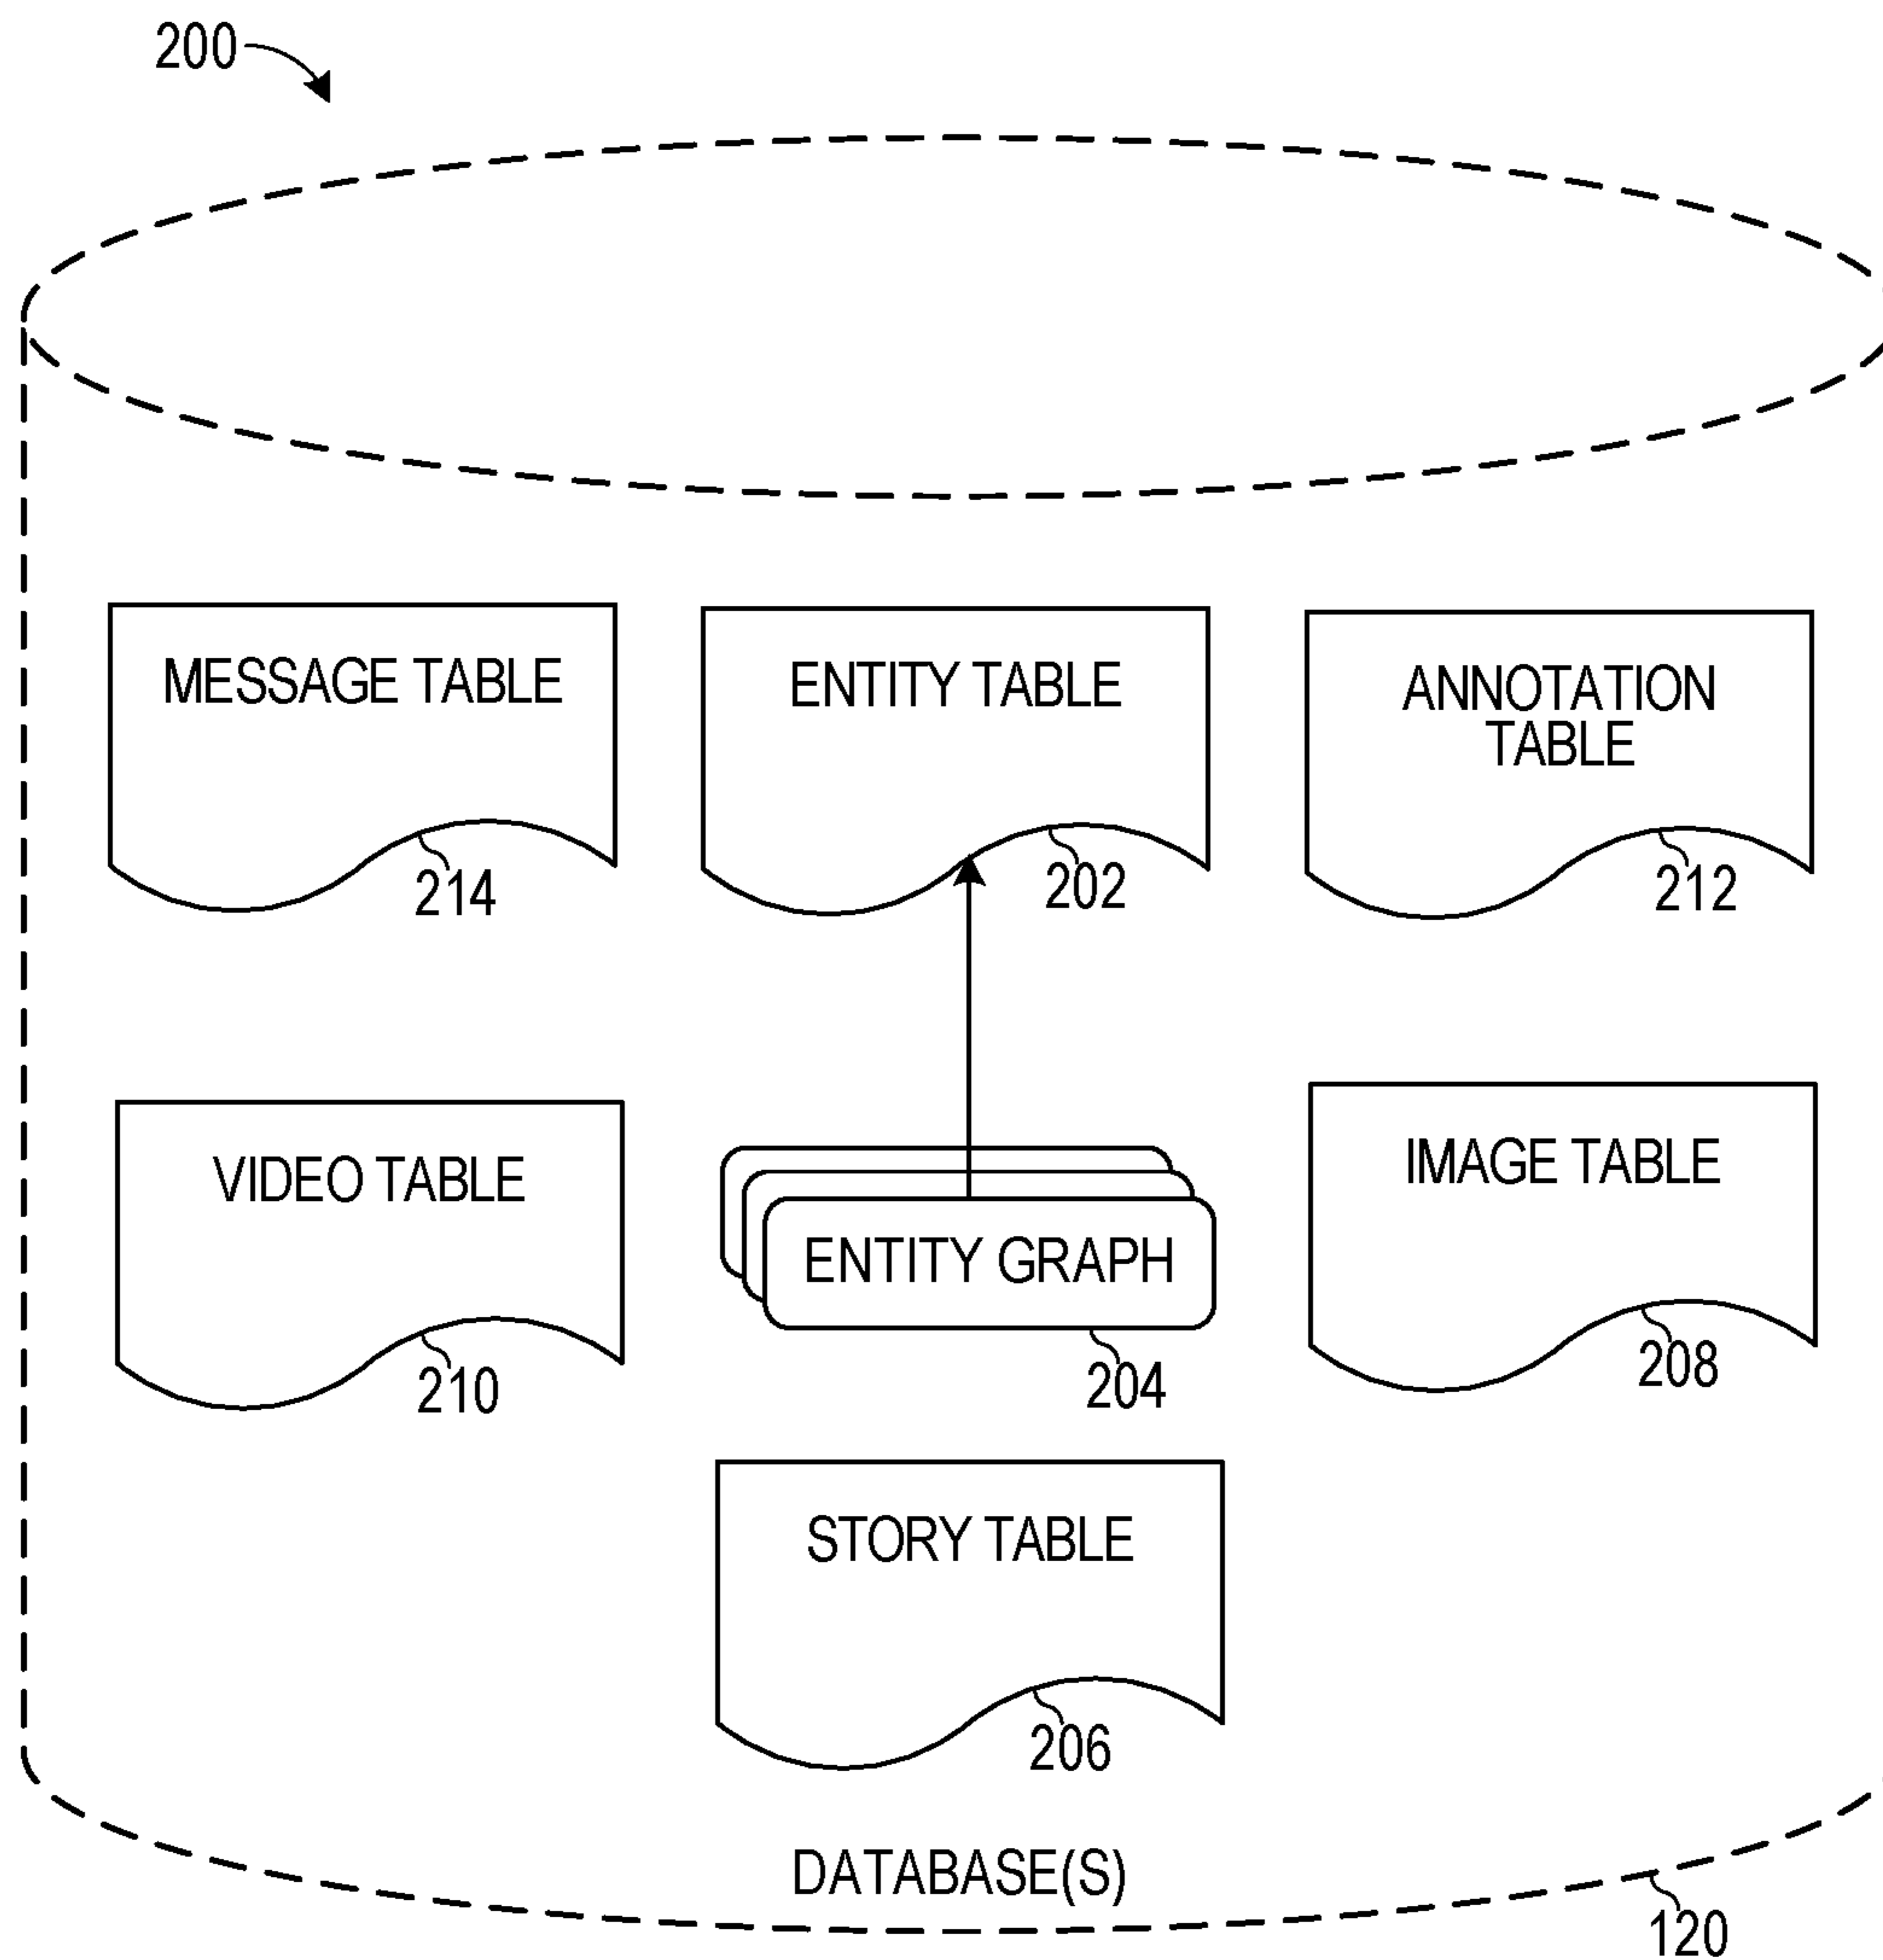 200
MESSAGE TABLE
214
ENTITY TABLE
202
ANNOTATION
TABLE
212
VIDEO TABLE
210
ENTITY GRAPH
204
IMAGE TABLE
208
STORY TABLE
206
DATABASE(S)
120